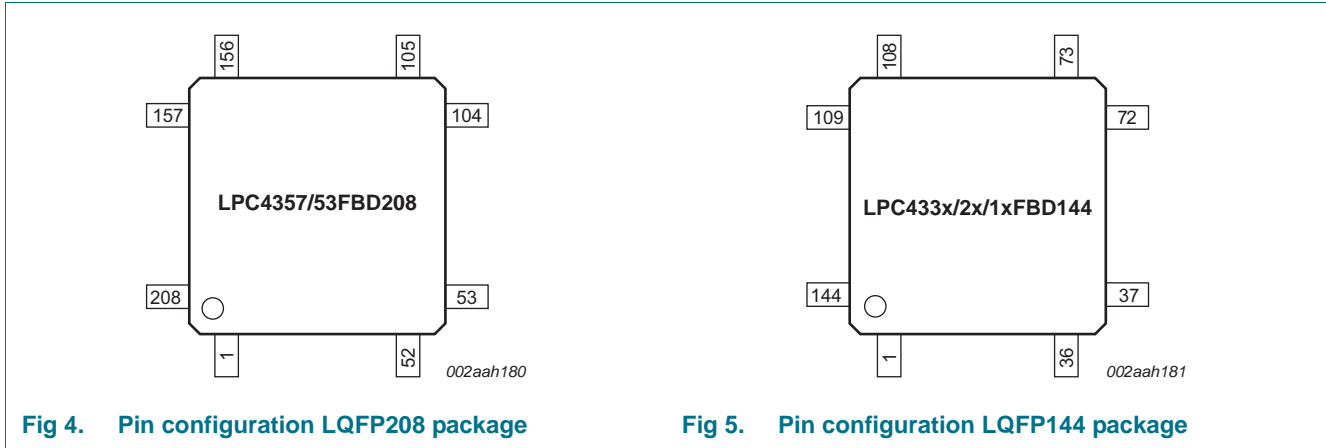 156
105
157
104
LPC4357/53FBD208
208
53
1
52
002aah180
Fig 4. Pin configuration LQFP208 package
108
73
109
72
LPC433x/2x/1xFBD144
144
37
1
36
002aah181
Fig 5. Pin configuration LQFP144 package